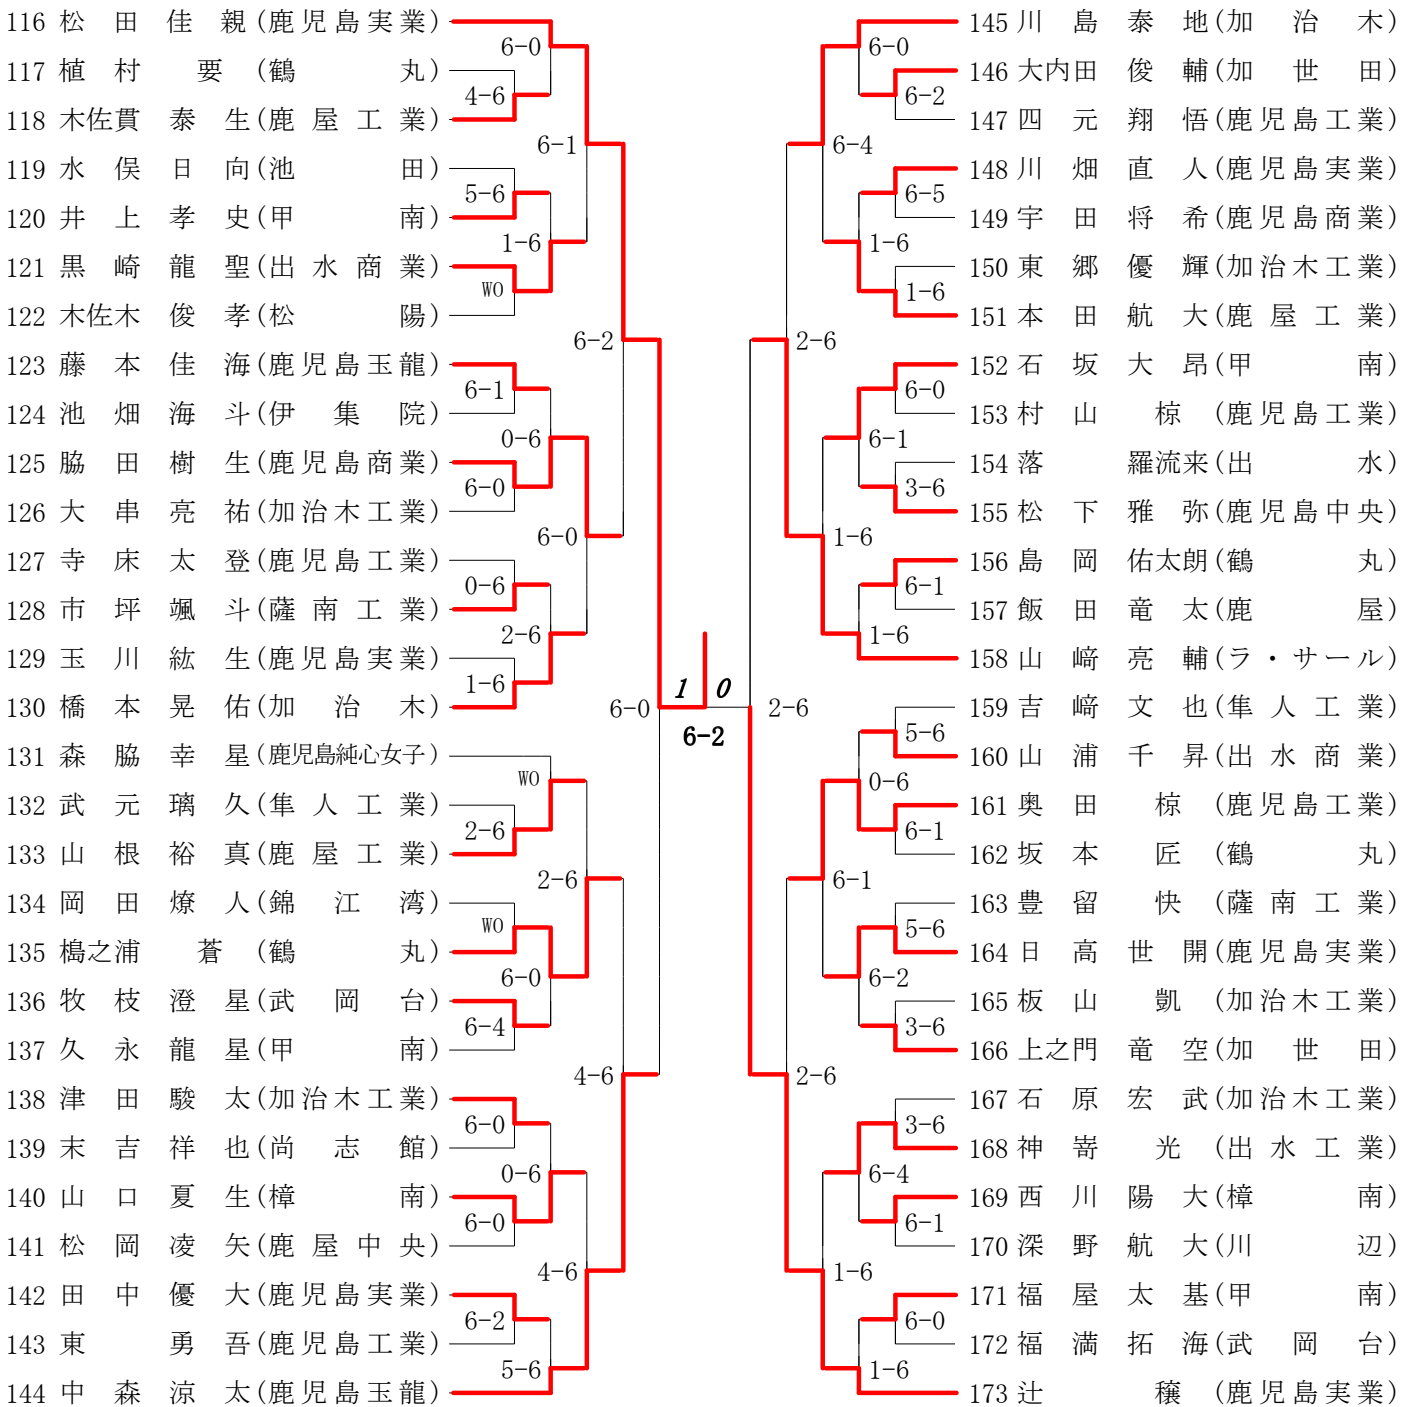 116 松田佳親(鹿児島実業)
117 植村要(鶴丸)
118 木佐貫泰生(鹿屋工業)
119 水俣日向(池田)
120 井上孝史(甲南)
121 黒崎龍聖(出水商業)
122 木佐木俊孝(松陽)
123 藤本佳海(鹿児島玉龍)
124 池畑海斗(伊集院)
125 脇田樹生(鹿児島商業)
126 大串亮祐(加治木工業)
127 寺床太登(鹿児島工業)
128 市坪颯斗(薩南工業)
129 玉川紘生(鹿児島実業)
130 橋本晃佑(加治木)
131 森脇幸星(鹿児島純心女子)
132 武元璃久(隼人工業)
133 山根裕真(鹿屋工業)
134 岡田燎人(錦江湾)
135 樢之浦蒼(鶴丸)
136 牧枝澄星(武岡台)
137 久永龍星(甲南)
138 津田駿太(加治木工業)
139 末吉祥也(尚志館)
140 山口夏生(樟南)
141 松岡凌矢(鹿屋中央)
142 田中優大(鹿児島実業)
143 東勇吾(鹿児島工業)
144 中森涼太(鹿児島玉龍)
6-0
4-6
6-1
5-6
1-6
WO
6-2
6-1
0-6
6-0
6-0
0-6
2-6
1-6
6-0
WO
2-6
2-6
WO
6-0
6-4
4-6
6-0
0-6
6-0
4-6
6-2
5-6
1 0
6-2
145 川島泰地(加治木)
146 大内田俊輔(加世田)
147 四元翔悟(鹿児島工業)
148 川畑直人(鹿児島実業)
149 宇田将希(鹿児島商業)
150 東郷優輝(加治木工業)
151 本田航大(鹿屋工業)
152 石坂大昂(甲南)
153 村山椋(鹿児島工業)
154 落羅流来(出水)
155 松下雅弥(鹿児島中央)
156 島岡佑太朗(鶴丸)
157 飯田竜太(鹿屋)
158 山﨑亮輔(ラ・サール)
159 吉﨑文也(隼人工業)
160 山浦千昇(出水商業)
161 奥田椋(鹿児島工業)
162 坂本匠(鶴丸)
163 豊留快(薩南工業)
164 日高世開(鹿児島実業)
165 板山凱(加治木工業)
166 上之門竜空(加世田)
167 石原宏武(加治木工業)
168 神嵜光(出水工業)
169 西川陽大(樟南)
170 深野航大(川辺)
171 福屋太基(甲南)
172 福満拓海(武岡台)
173 辻穣(鹿児島実業)
6-0
6-2
6-4
6-5
1-6
1-6
2-6
6-0
6-1
3-6
1-6
6-1
1-6
2-6
5-6
0-6
6-1
6-1
5-6
6-2
3-6
2-6
3-6
6-4
6-1
1-6
6-0
1-6